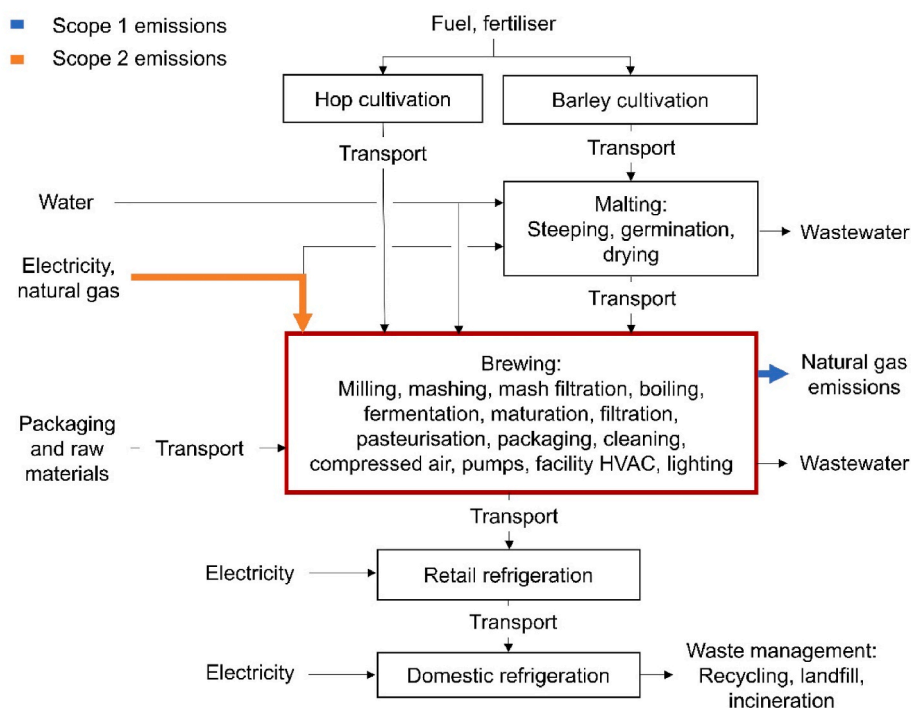 Scope 1 emissions
Scope 2 emissions
Fuel, fertiliser
Hop cultivation
Barley cultivation
Transport
Transport
Water
Malting:
Steeping, germination,
drying
Wastewater
Electricity,
natural gas
Transport
Brewing:
Milling, mashing, mash filtration, boiling,
fermentation, maturation, filtration,
pasteurisation, packaging, cleaning,
compressed air, pumps, facility HVAC, lighting
Natural gas
emissions
Packaging
and raw
materials
Transport
Wastewater
Transport
Electricity
Retail refrigeration
Transport
Electricity
Domestic refrigeration
Waste management:
Recycling, landfill,
incineration